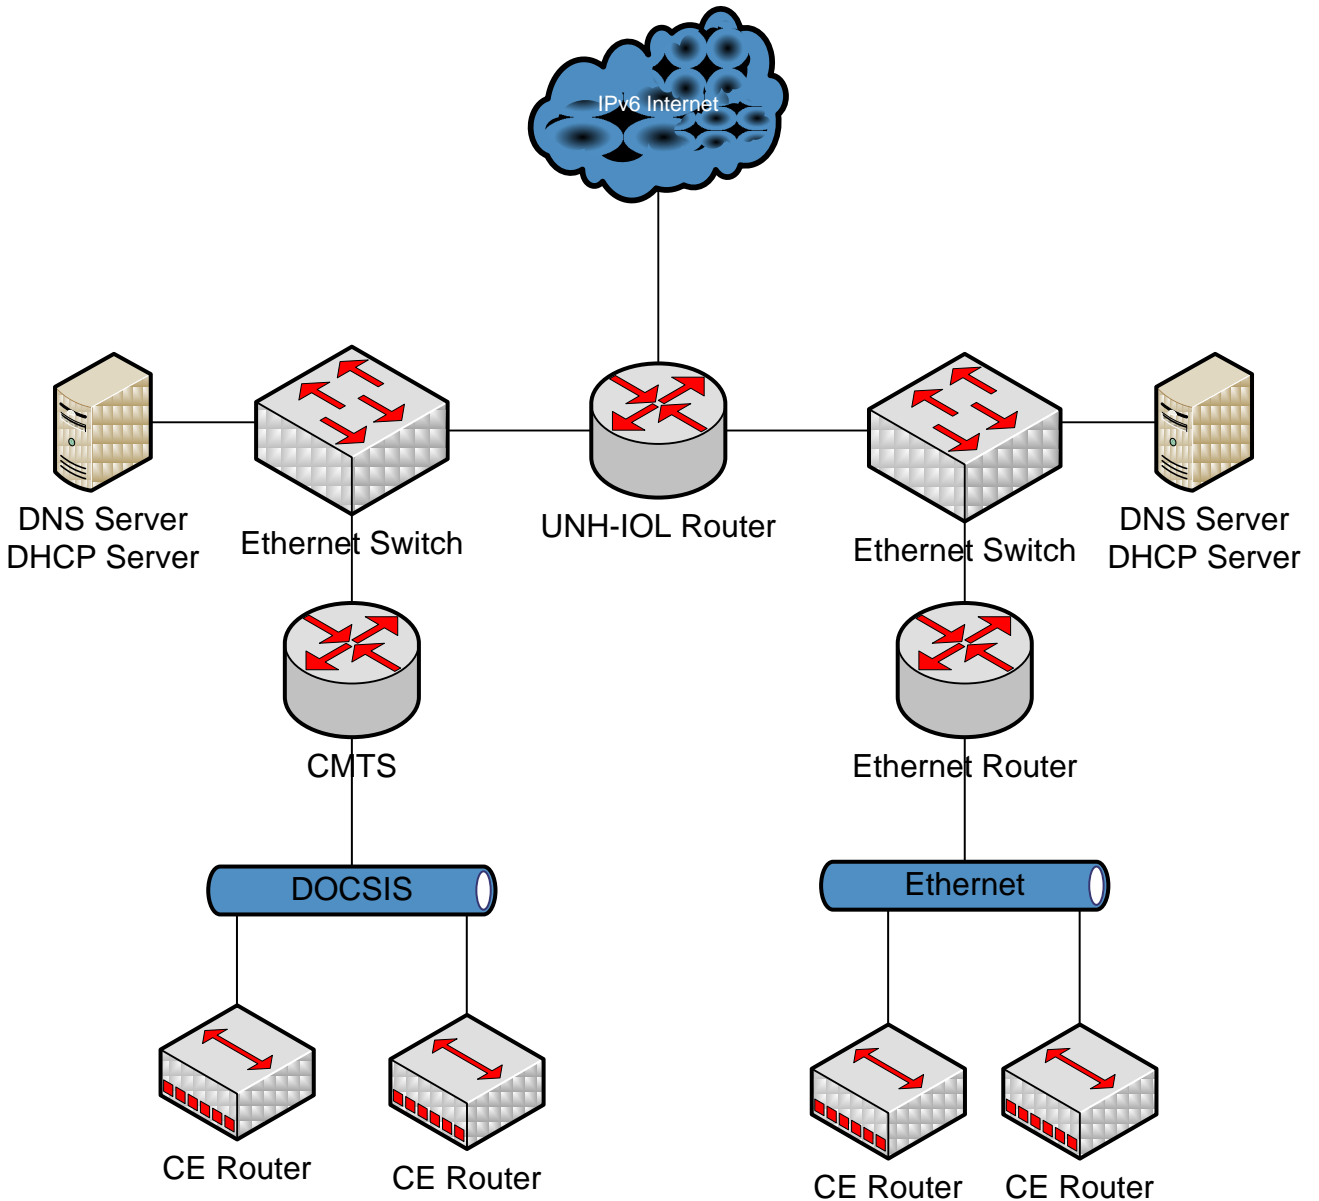 IPv6 Internet
DNS Server
DHCP Server
Ethernet Switch
UNH-IOL Router
Ethernet Switch
DNS Server
DHCP Server
CMTS
Ethernet Router
DOCSIS
Ethernet
CE Router
CE Router
CE Router
CE Router